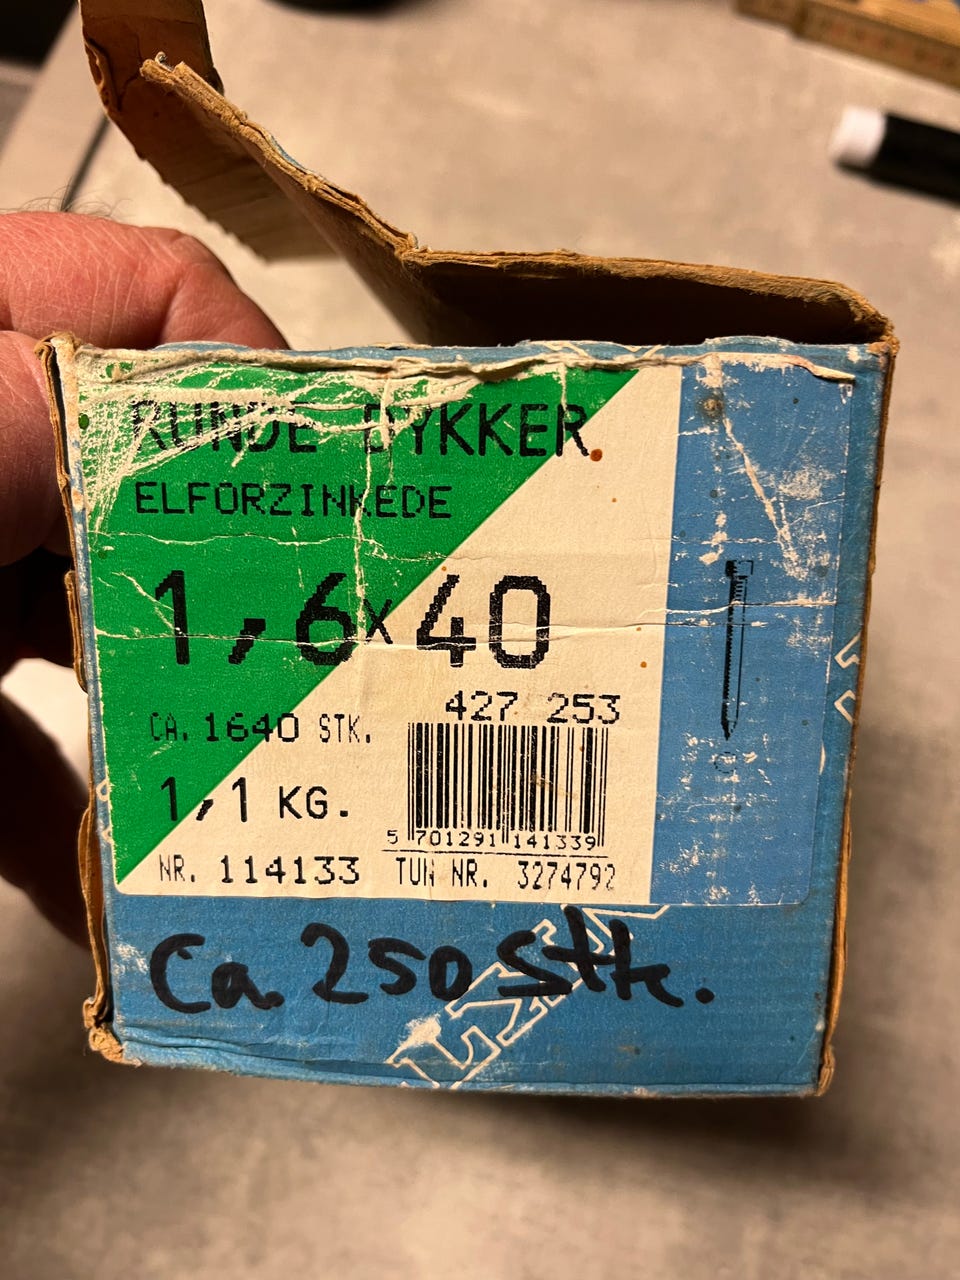 RUNDE DYKKER
ELFORZINKEDE
1,6x40
CA. 1640 STK.
427 253
1,1 KG.
5 701291 141339
NR. 114133
TUN NR. 3274792
Ca. 250 stk.